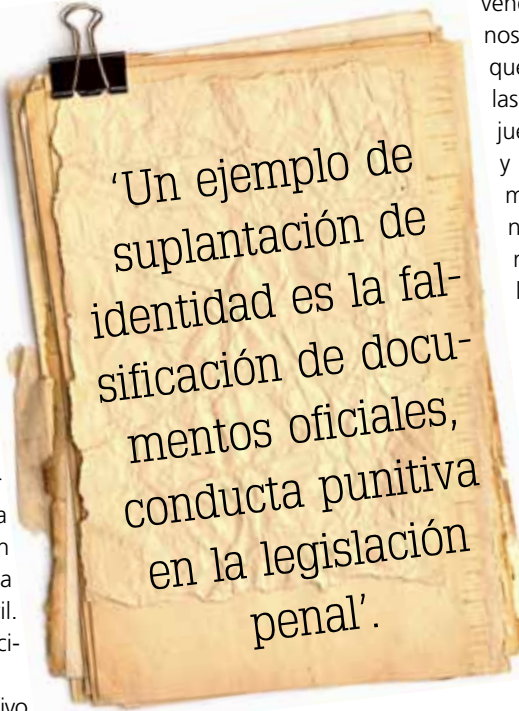 ‘Un ejemplo de
suplantación de
identidad es la fal-
sificación de docu-
mentos oficiales,
conducta punitiva
en la legislación
penal’.